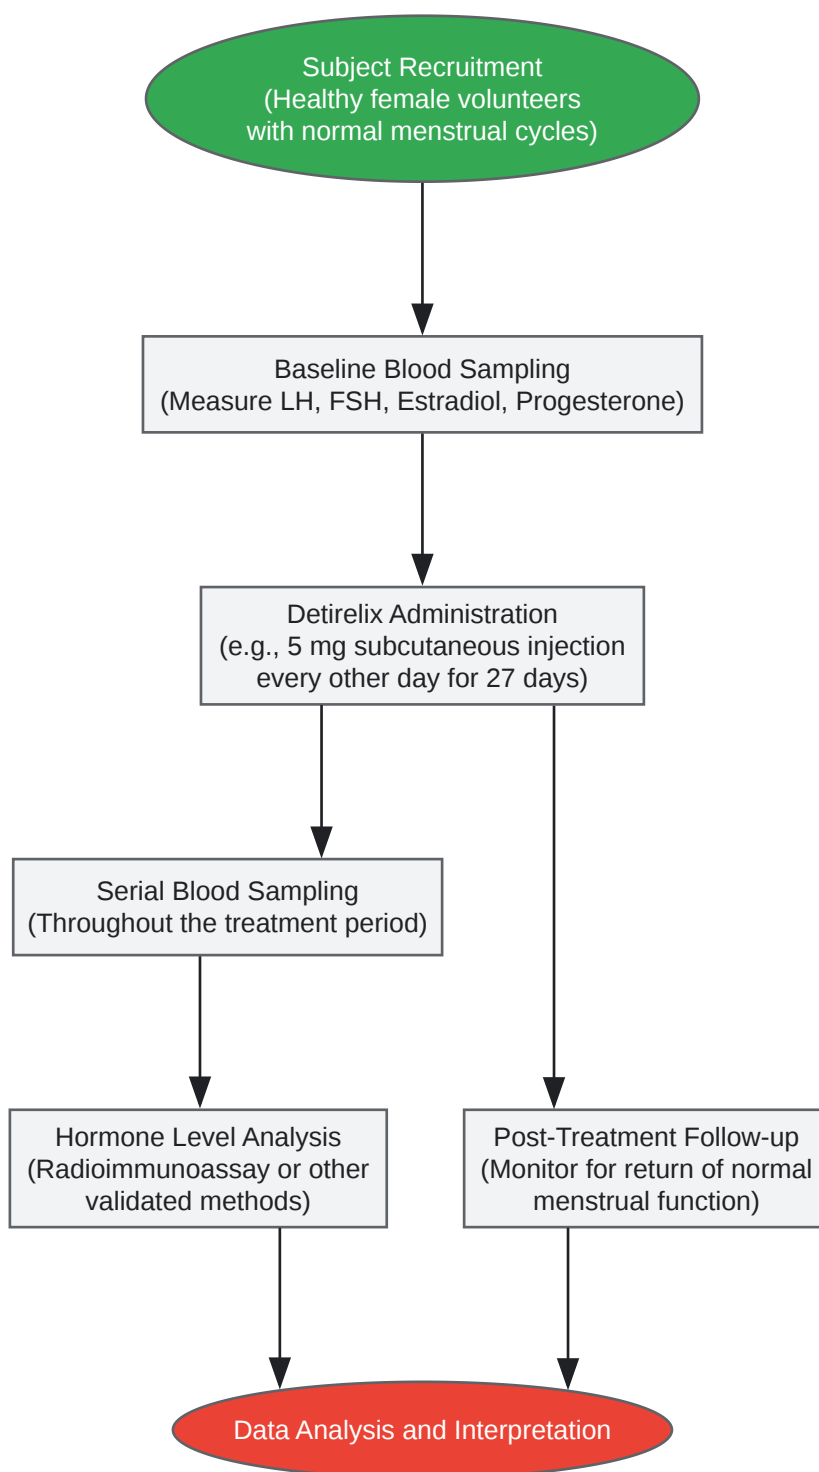 Subject Recruitment
(Healthy female volunteers
with normal menstrual cycles)
Baseline Blood Sampling
(Measure LH, FSH, Estradiol, Progesterone)
Detirelix Administration
(e.g., 5 mg subcutaneous injection
every other day for 27 days)
Serial Blood Sampling
(Throughout the treatment period)
Hormone Level Analysis
(Radioimmunoassay or other
validated methods)
Post-Treatment Follow-up
(Monitor for return of normal
menstrual function)
Data Analysis and Interpretation